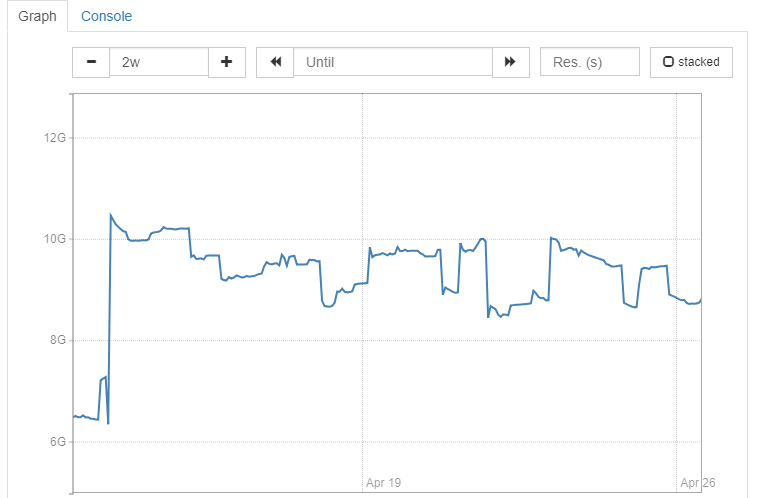 Graph Console
2w Until Res. (s) stacked
12G
10G
8G
6G
Apr 19 Apr 26